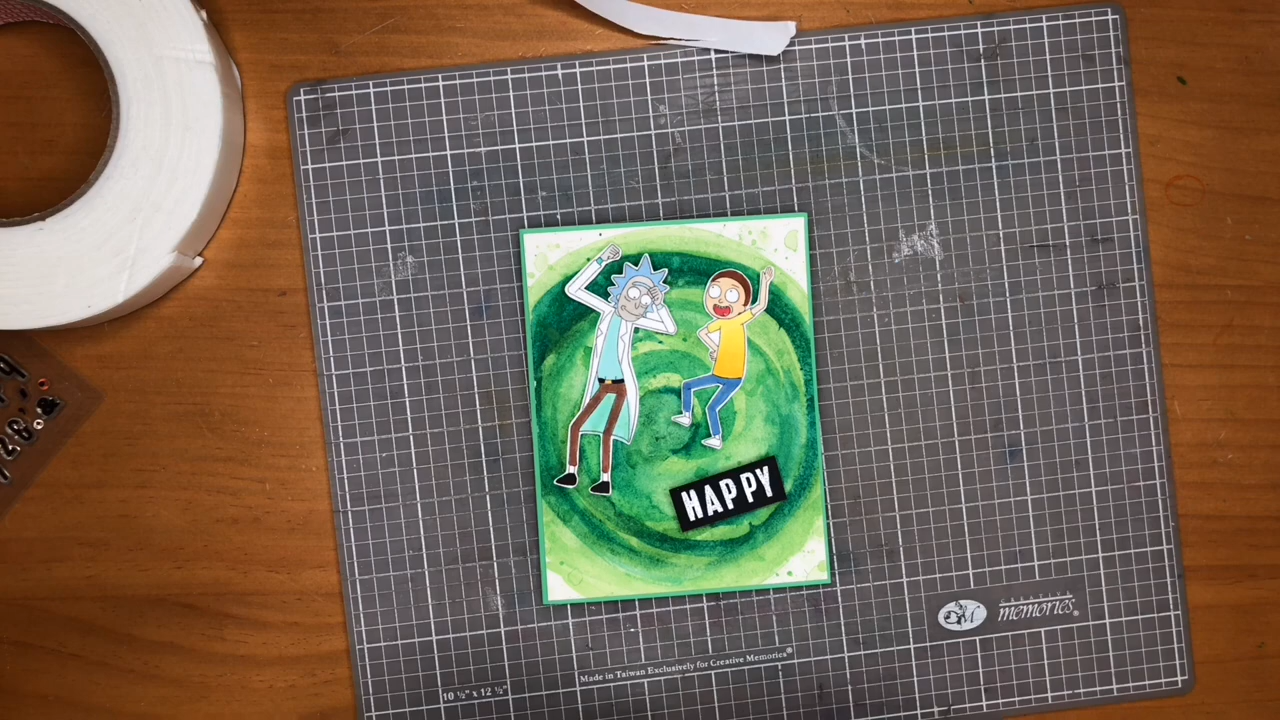 HAPPY
CREATIVE
memories®
Made in Taiwan Exclusively for Creative Memories®
10 ½" x 12 ½"